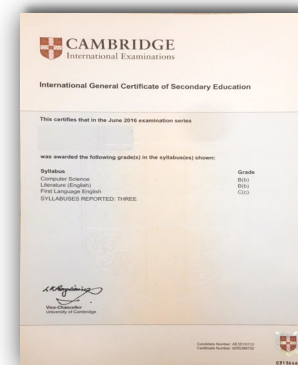 CAMBRIDGE
International Examinations
International General Certificate of Secondary Education
This certifies that in the June 2016 examination series
was awarded the following grade(s) in the syllabus(es) shown:
Syllabus Grade
Computer Science B(b)
Literature (English) B(b)
First Language English C(c)
SYLLABUSES REPORTED: THREE
Vice-Chancellor
University of Cambridge
Candidate Number:
Certificate Number: